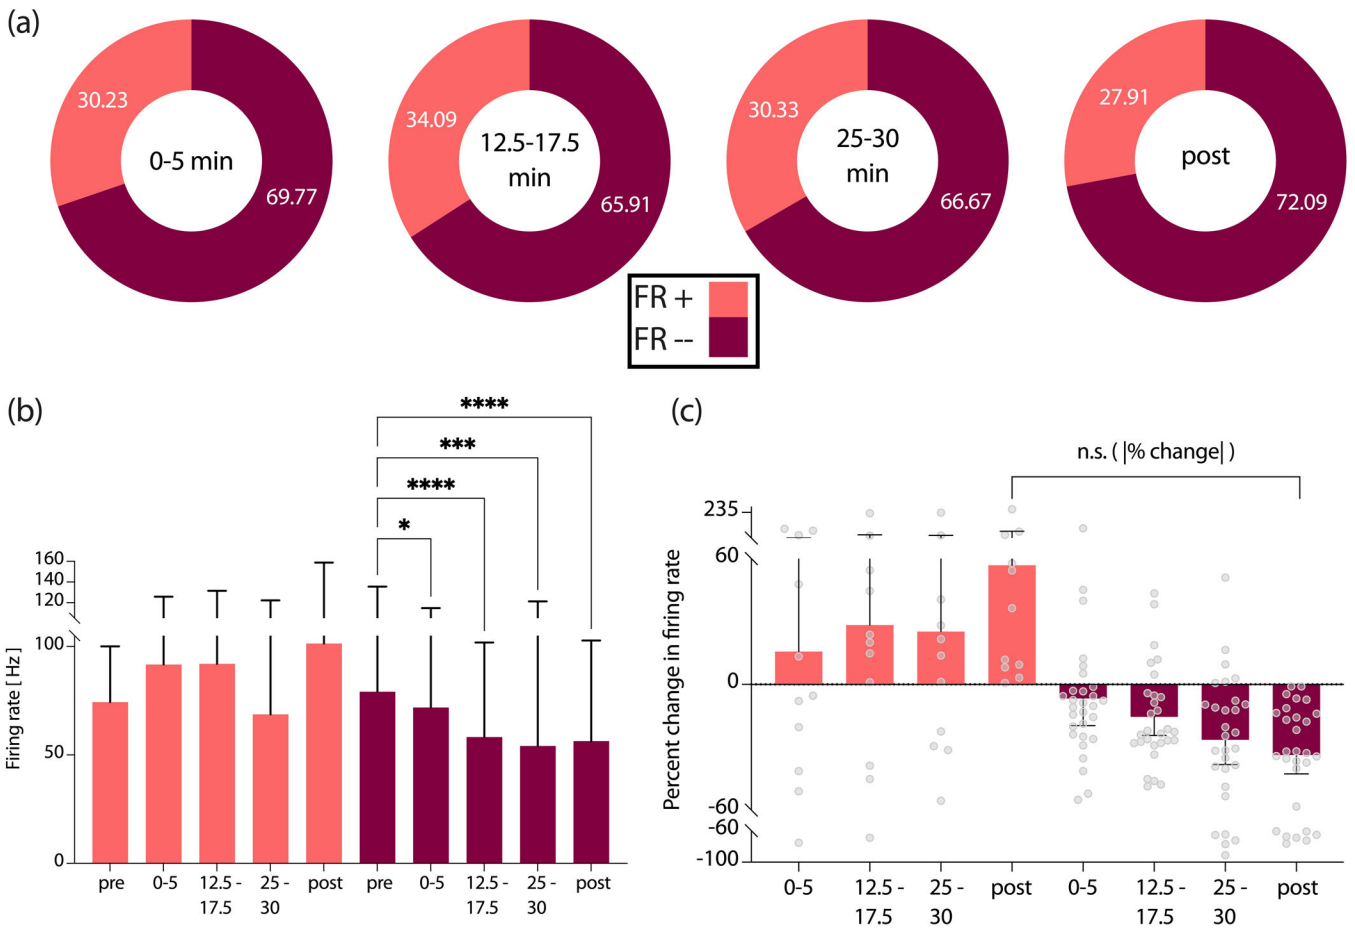 (a)
30.23
0-5 min
69.77
34.09
12.5-17.5
min
65.91
30.33
25-30
min
66.67
27.91
post
72.09
FR +
FR --
(b)
****
***
****
*
160
140
120
100
50
0
Firing rate [ Hz]
pre
0-5
12.5 -
17.5
25 -
30
post
pre
0-5
12.5 -
17.5
25 -
30
post
(c)
n.s. ( |% change| )
235
60
0
-60
-60
-100
Percent change in firing rate
0-5
12.5 -
17.5
25 -
30
post
0-5
12.5 -
17.5
25 -
30
post